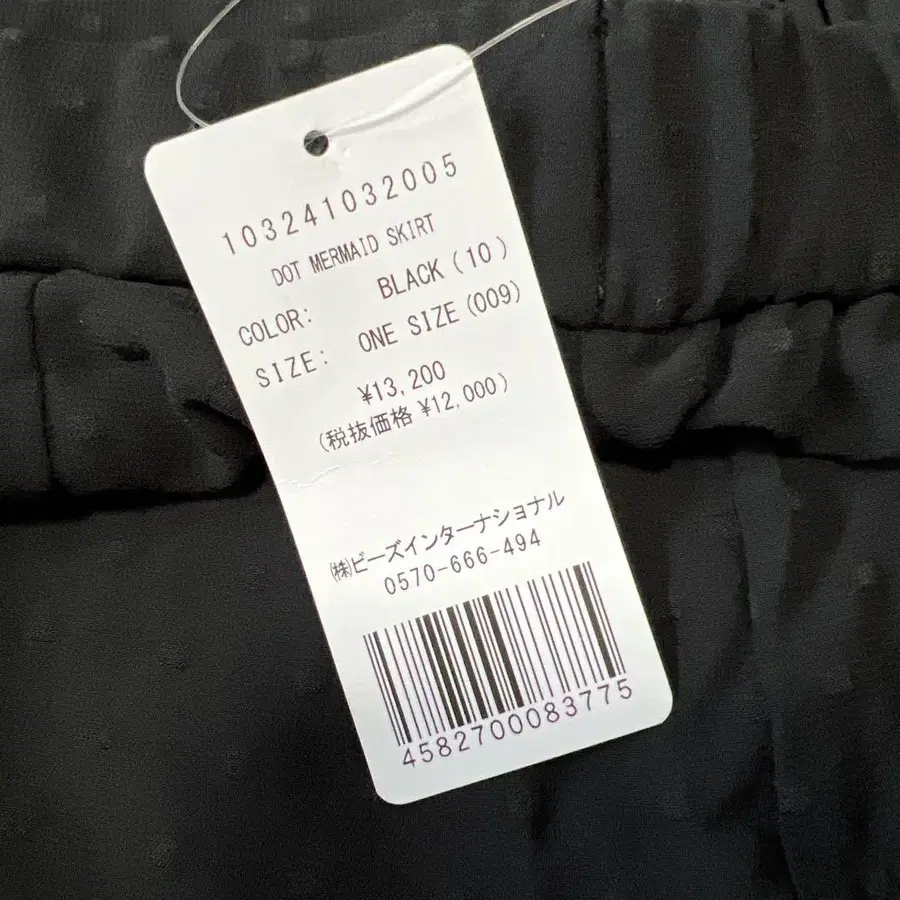 103241032005
DOT MERMAID SKIRT
COLOR: BLACK(10)
SIZE: ONE SIZE(009)
¥13,200
(税抜価格 ¥12,000)
㈱ビーズインターナショナル
0570-666-494
4582700083775